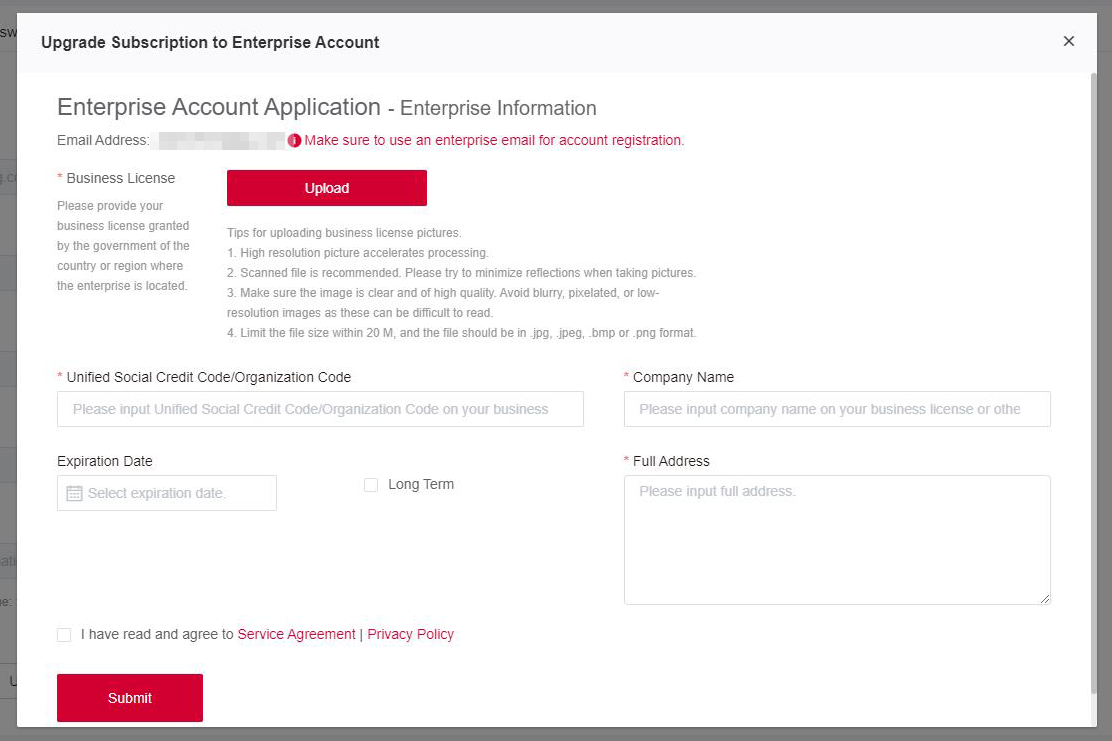 Upgrade Subscription to Enterprise Account
Enterprise Account Application - Enterprise Information
Email Address:
Make sure to use an enterprise email for account registration.
* Business License
Upload
Please provide your
business license granted
by the government of the
country or region where
the enterprise is located.
Tips for uploading business license pictures.
1. High resolution picture accelerates processing.
2. Scanned file is recommended. Please try to minimize reflections when taking pictures.
3. Make sure the image is clear and of high quality. Avoid blurry, pixelated, or low-
resolution images as these can be difficult to read.
4. Limit the file size within 20 M, and the file should be in .jpg, .jpeg, .bmp or .png format.
* Unified Social Credit Code/Organization Code
Please input Unified Social Credit Code/Organization Code on your business
* Company Name
Please input company name on your business license or othe
Expiration Date
Select expiration date.
Long Term
* Full Address
Please input full address.
I have read and agree to Service Agreement | Privacy Policy
Submit